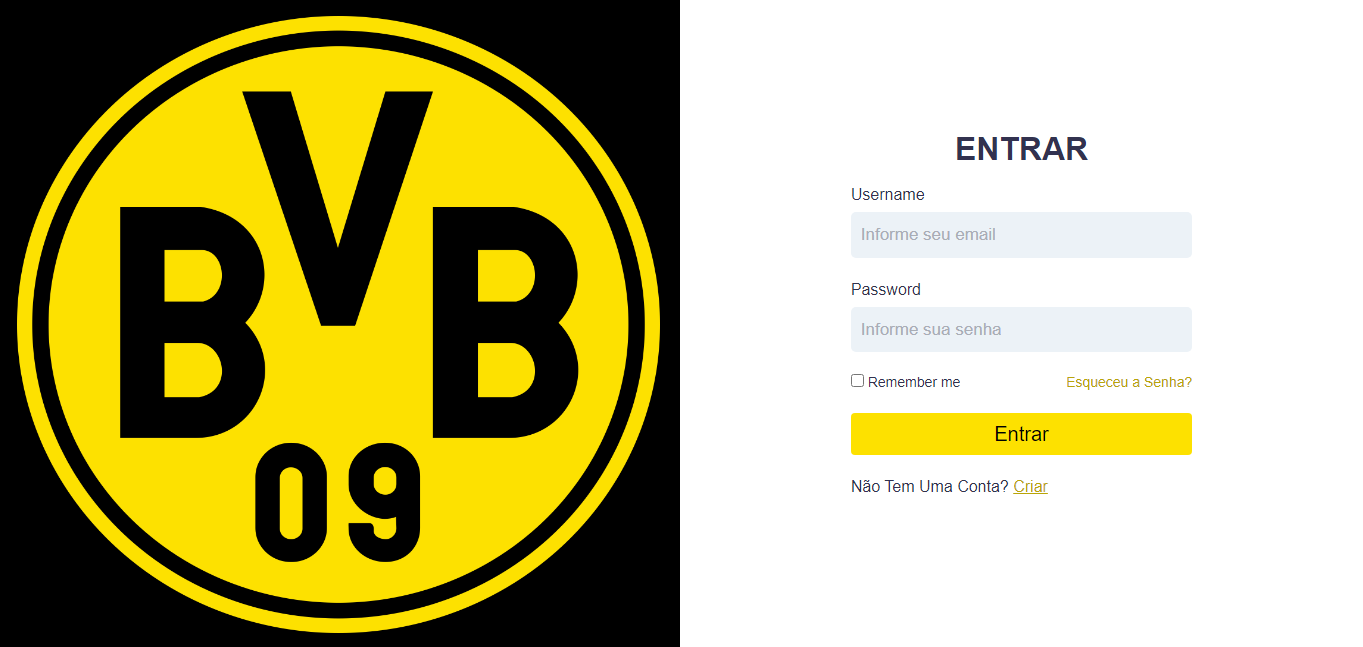 BVB
09
ENTRAR
Username
Informe seu email
Password
Informe sua senha
Remember me Esqueceu a Senha?
Entrar
Não Tem Uma Conta? Criar